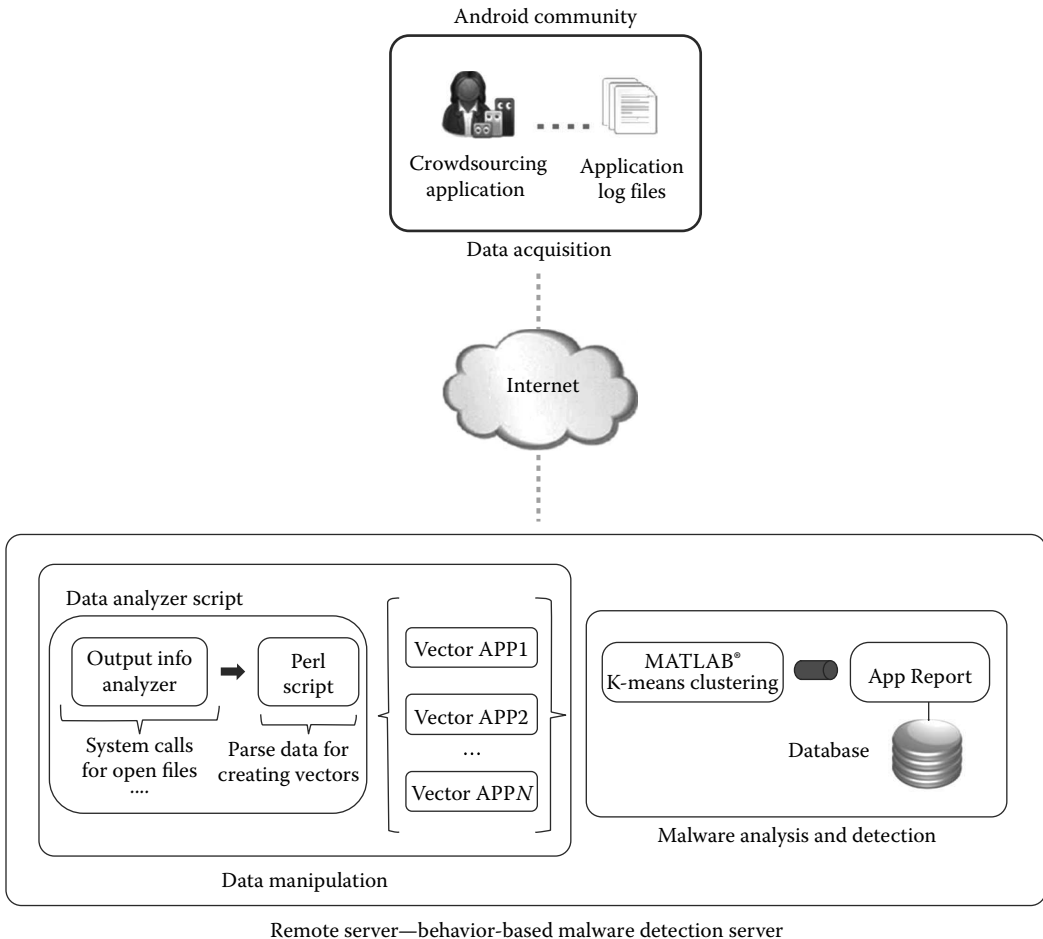 Android community
Crowdsourcing
application
Application
log files
Data acquisition
Internet
Data analyzer script
Output info
analyzer
Perl
script
System calls
for open files
....
Parse data for
creating vectors
Vector APP1
Vector APP2
...
Vector APPN
Data manipulation
MATLAB®
K-means clustering
App Report
Database
Malware analysis and detection
Remote server—behavior-based malware detection server